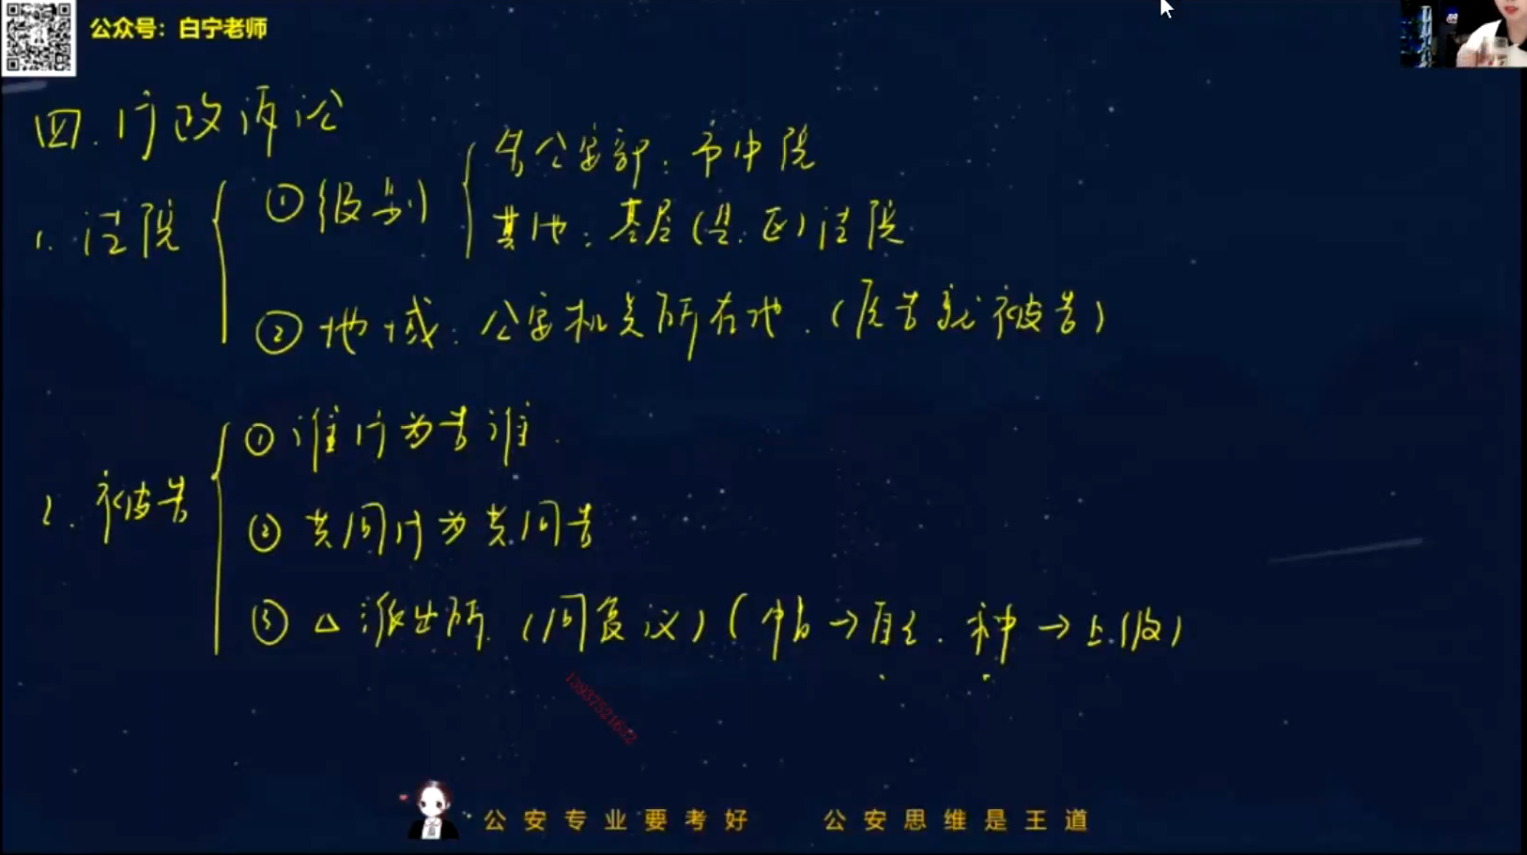 公众号：白宁老师
四.行政诉讼
1.法院
①级别
告公安部：市中院
其他：基层(县.区)法院
②地域：公安机关所在地.(原告就被告)
2.被告
①谁行为告谁.
②共同行为共同告
③△派出所.(同复议)(幅→自己.种→上级)
13937521632
公安专业要考好 公安思维是王道